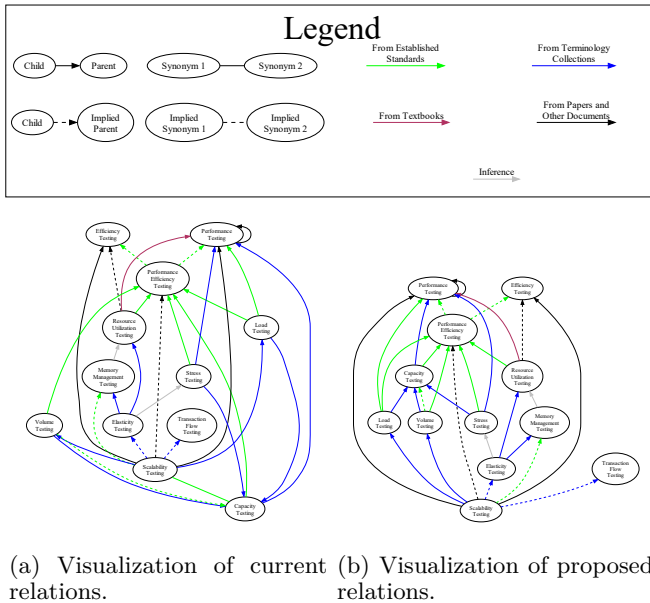 Legend
From Established
Standards
From Terminology
Collections
Child
Parent
Synonym 1
Synonym 2
Child
Implied
Parent
Implied
Synonym 1
Implied
Synonym 2
From Textbooks
From Papers and
Other Documents
Inference
Efficiency
Testing
Performance
Testing
Performance
Efficiency
Testing
Resource
Utilization
Testing
Load
Testing
Memory
Management
Testing
Stress
Testing
Volume
Testing
Elasticity
Testing
Transaction
Flow
Testing
Scalability
Testing
Capacity
Testing
Performance
Testing
Efficiency
Testing
Performance
Efficiency
Testing
Capacity
Testing
Resource
Utilization
Testing
Load
Testing
Volume
Testing
Stress
Testing
Memory
Management
Testing
Elasticity
Testing
Transaction
Flow
Testing
Scalability
Testing
(a) Visualization of current
relations.
(b) Visualization of proposed
relations.